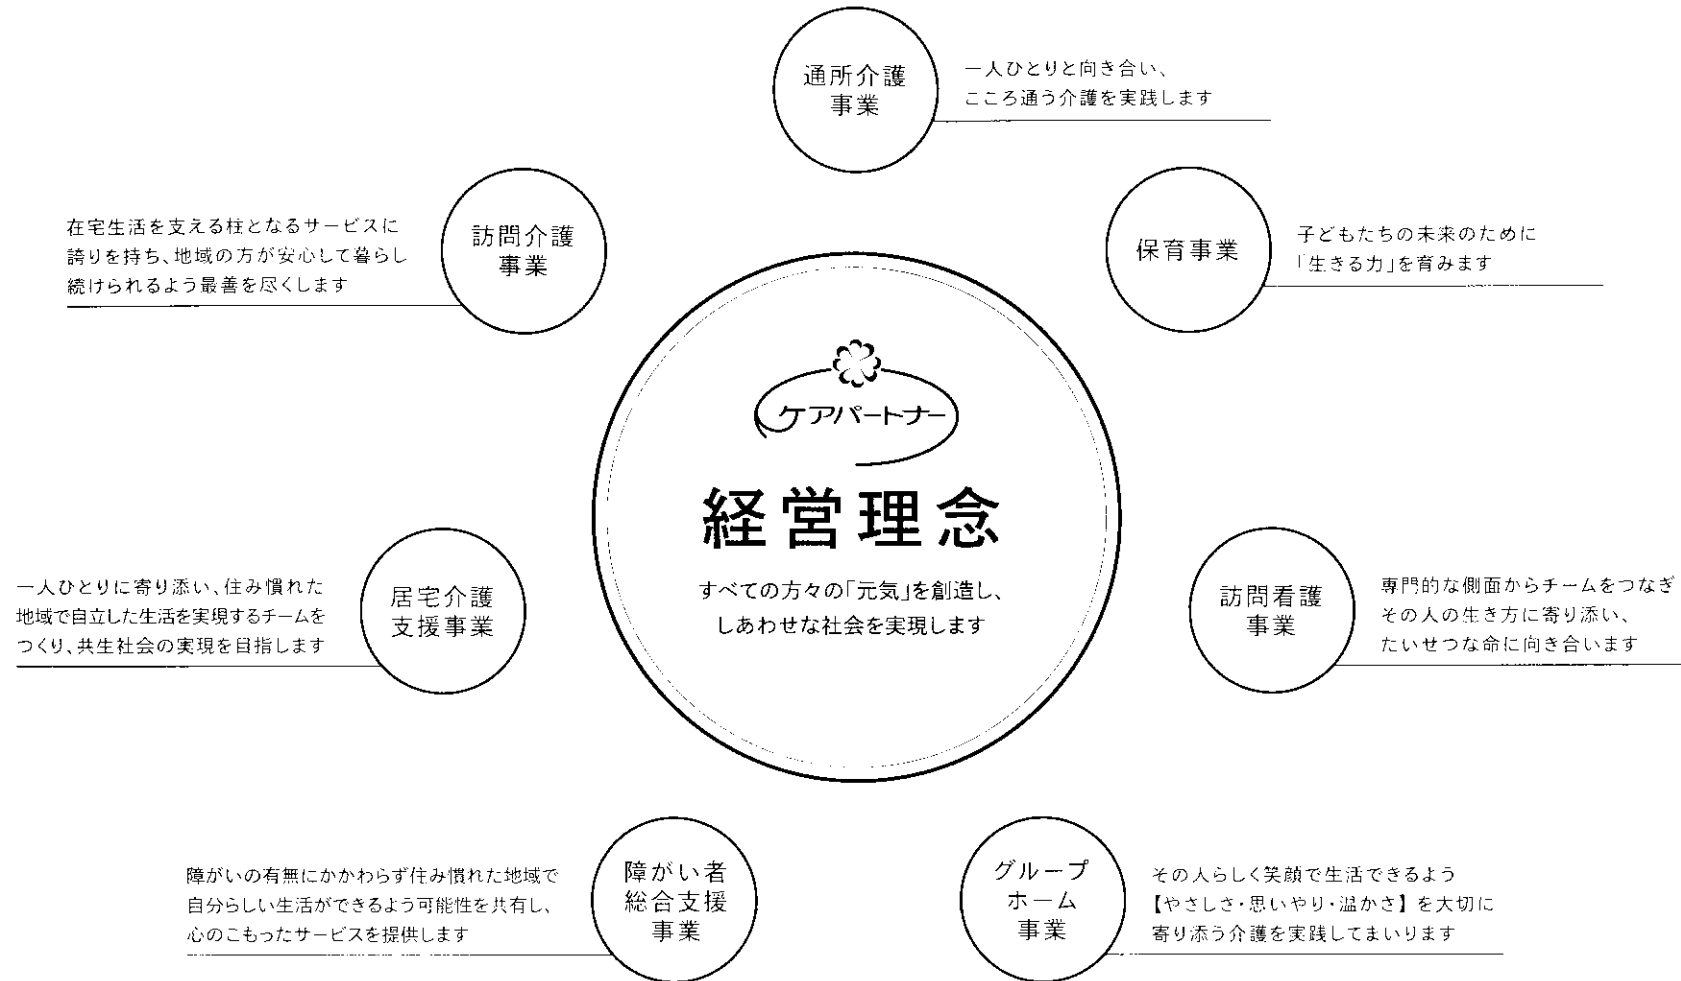 通所介護
事業
一人ひとりと向き合い、
こころ通う介護を実践します
訪問介護
事業
在宅生活を支える柱となるサービスに
誇りを持ち、地域の方が安心して暮らし
続けられるよう最善を尽くします
保育事業
子どもたちの未来のために
「生きる力」を育みます
ケアパートナー
経営理念
すべての方々の「元気」を創造し、
しあわせな社会を実現します
居宅介護
支援事業
一人ひとりに寄り添い、住み慣れた
地域で自立した生活を実現するチームを
つくり、共生社会の実現を目指します
訪問看護
事業
専門的な側面からチームをつなぎ
その人の生き方に寄り添い、
たいせつな命に向き合います
障がい者
総合支援
事業
障がいの有無にかかわらず住み慣れた地域で
自分らしい生活ができるよう可能性を共有し、
心のこもったサービスを提供します
グループ
ホーム
事業
その人らしく笑顔で生活できるよう
【やさしさ・思いやり・温かさ】を大切に
寄り添う介護を実践してまいります